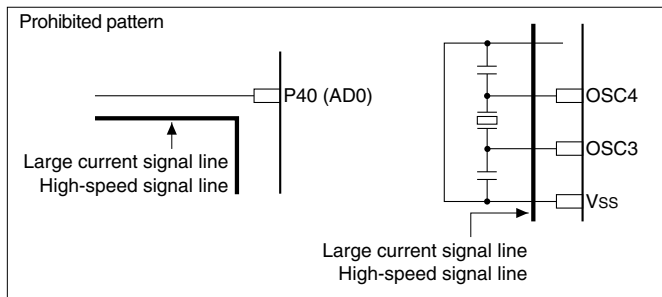 Prohibited pattern
P40 (AD0)
Large current signal line
High-speed signal line
OSC4
OSC3
VSS
Large current signal line
High-speed signal line